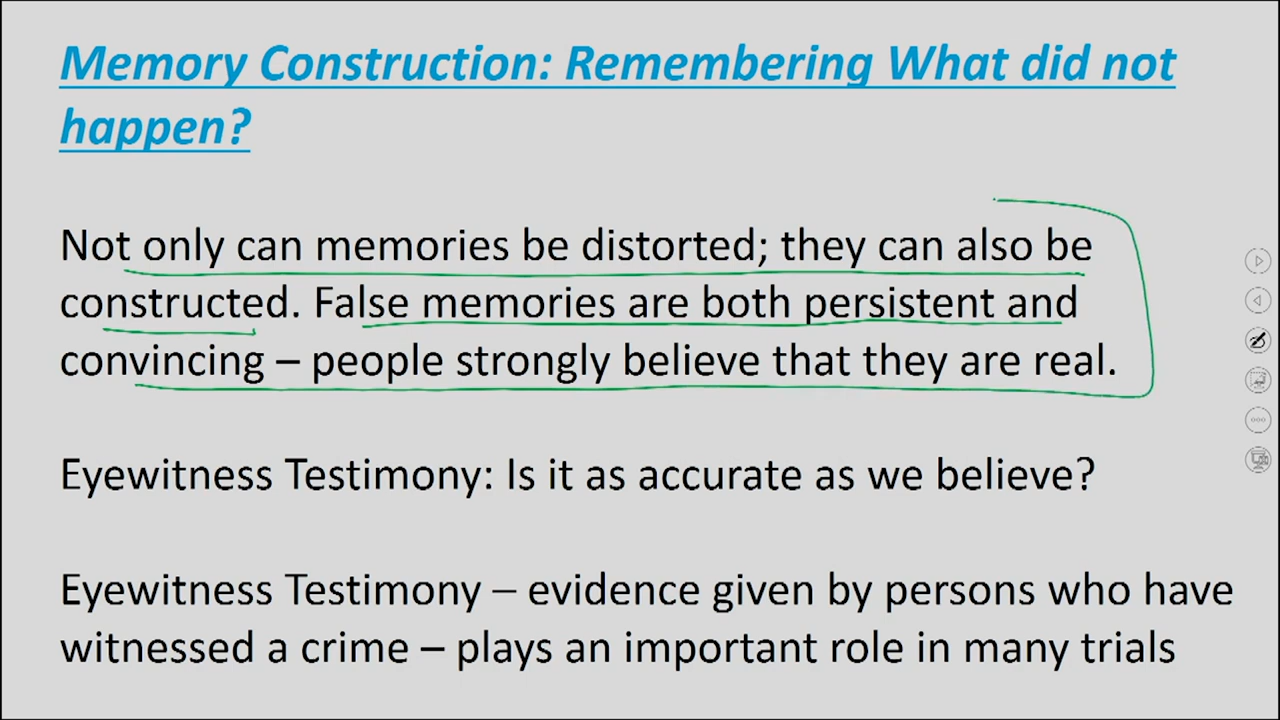 Memory Construction: Remembering What did not
happen?
Not only can memories be distorted; they can also be
constructed. False memories are both persistent and
convincing – people strongly believe that they are real.
Eyewitness Testimony: Is it as accurate as we believe?
Eyewitness Testimony – evidence given by persons who have
witnessed a crime – plays an important role in many trials